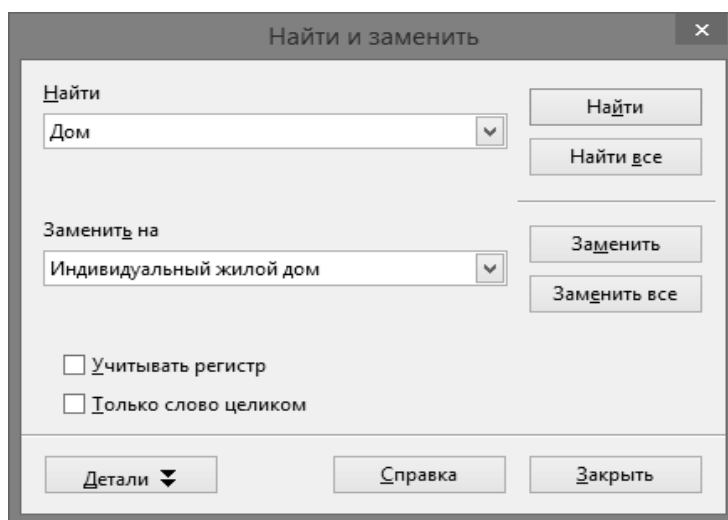 Найти и заменить
Найти
Дом
Найти
Найти все
Заменить на
Индивидуальный жилой дом
Заменить
Заменить все
Учитывать регистр
Только слово целиком
Детали
Справка
Закрыть